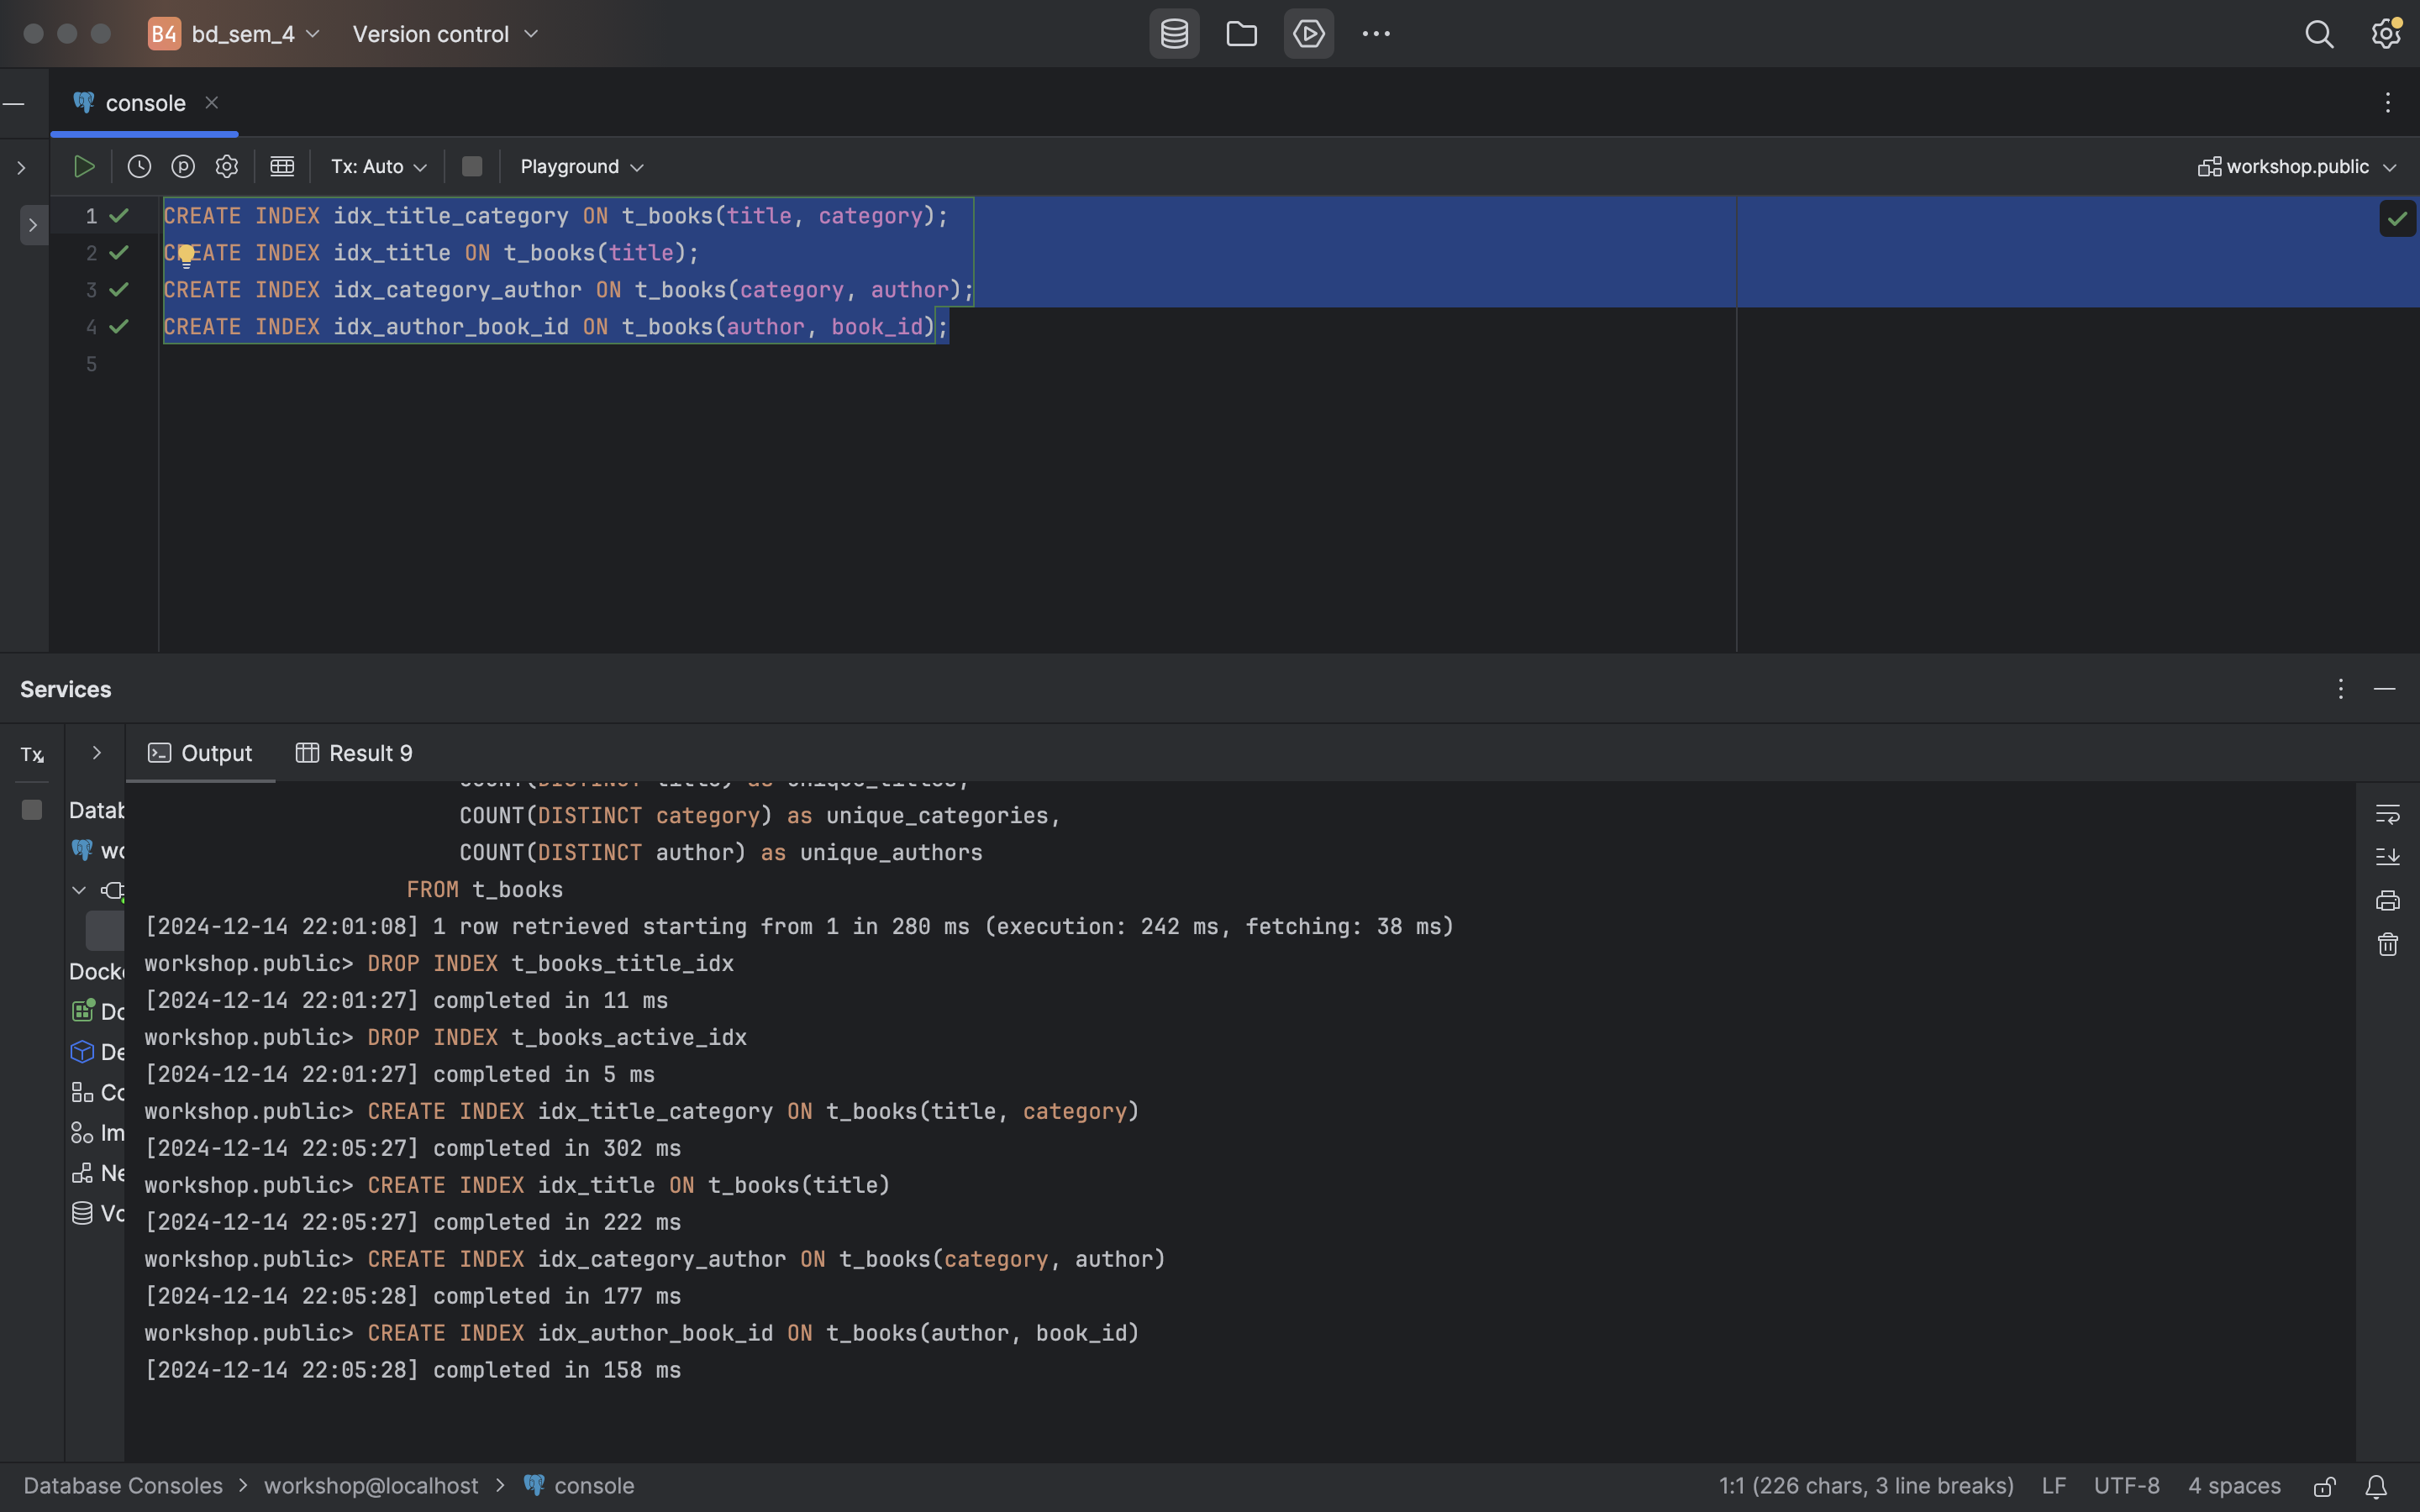 B4 bd_sem_4 Version control
console
Tx: Auto Playground workshop.public
1 CREATE INDEX idx_title_category ON t_books(title, category);
2 CREATE INDEX idx_title ON t_books(title);
3 CREATE INDEX idx_category_author ON t_books(category, author);
4 CREATE INDEX idx_author_book_id ON t_books(author, book_id);
5
Services
Tx Output Result 9
Datab
wo
Docke
Do
De
Co
Im
Ne
Vo
COUNT(DISTINCT title) as unique_titles,
COUNT(DISTINCT category) as unique_categories,
COUNT(DISTINCT author) as unique_authors
FROM t_books
[2024-12-14 22:01:08] 1 row retrieved starting from 1 in 280 ms (execution: 242 ms, fetching: 38 ms)
workshop.public> DROP INDEX t_books_title_idx
[2024-12-14 22:01:27] completed in 11 ms
workshop.public> DROP INDEX t_books_active_idx
[2024-12-14 22:01:27] completed in 5 ms
workshop.public> CREATE INDEX idx_title_category ON t_books(title, category)
[2024-12-14 22:05:27] completed in 302 ms
workshop.public> CREATE INDEX idx_title ON t_books(title)
[2024-12-14 22:05:27] completed in 222 ms
workshop.public> CREATE INDEX idx_category_author ON t_books(category, author)
[2024-12-14 22:05:28] completed in 177 ms
workshop.public> CREATE INDEX idx_author_book_id ON t_books(author, book_id)
[2024-12-14 22:05:28] completed in 158 ms
Database Consoles > workshop@localhost > console 1:1 (226 chars, 3 line breaks) LF UTF-8 4 spaces